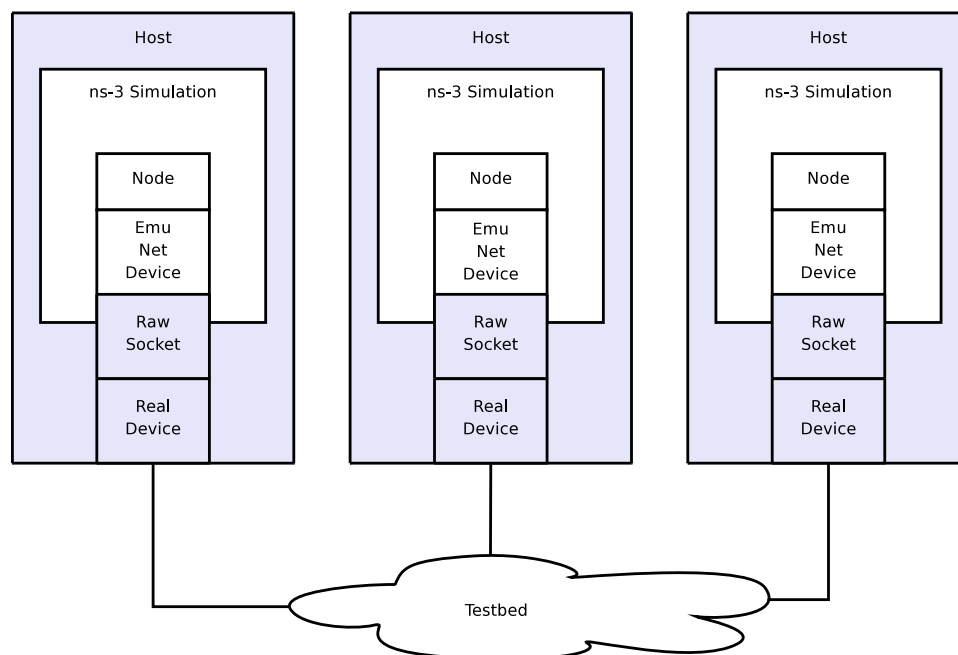 Host
ns-3 Simulation
Node
Emu
Net
Device
Raw
Socket
Real
Device
Host
ns-3 Simulation
Node
Emu
Net
Device
Raw
Socket
Real
Device
Host
ns-3 Simulation
Node
Emu
Net
Device
Raw
Socket
Real
Device
Testbed